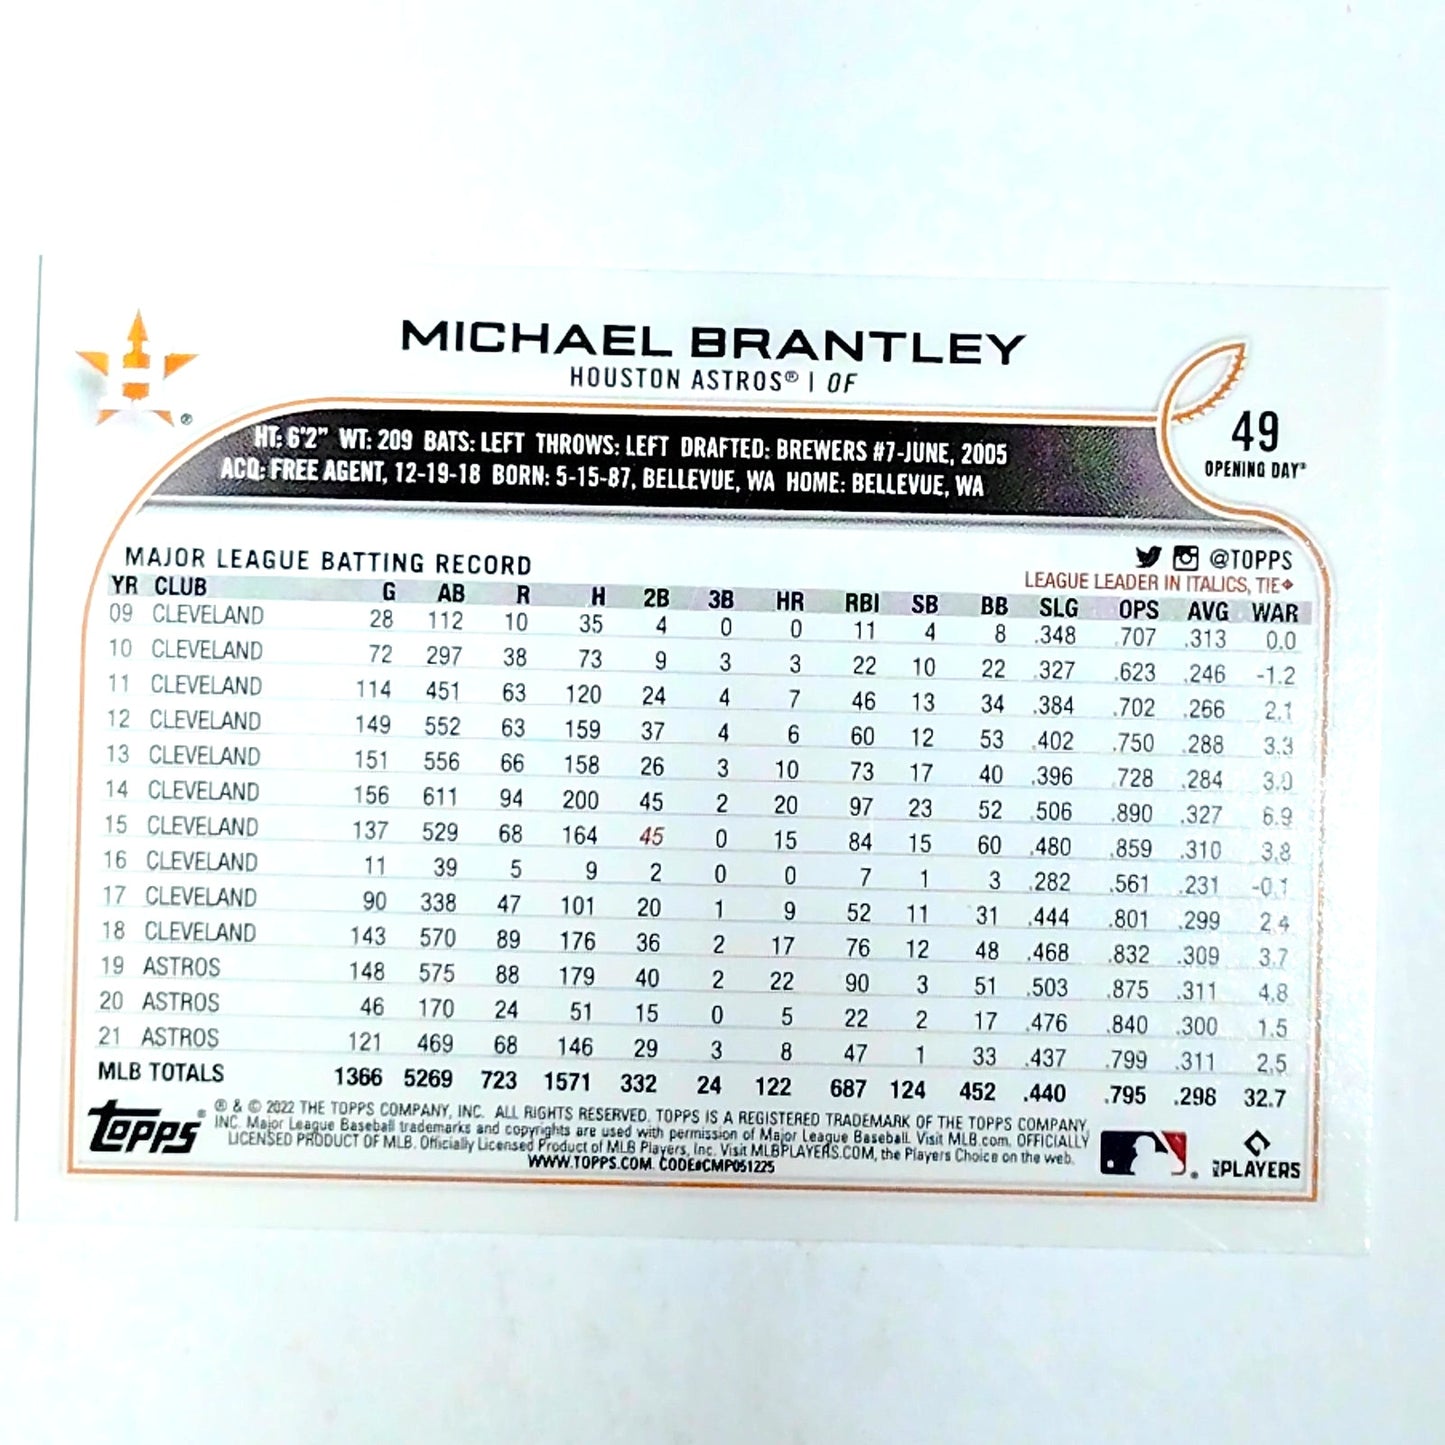 MICHAEL BRANTLEY
HOUSTON ASTROS® | OF
H ®
49
OPENING DAY®
HT: 6'2" WT: 209 BATS: LEFT THROWS: LEFT DRAFTED: BREWERS #7-JUNE, 2005
ACQ: FREE AGENT, 12-19-18 BORN: 5-15-87, BELLEVUE, WA HOME: BELLEVUE, WA
MAJOR LEAGUE BATTING RECORD
@TOPPS
LEAGUE LEADER IN ITALICS, TIE◆
YR CLUB G AB R H 2B 3B HR RBI SB BB SLG OPS AVG WAR
09 CLEVELAND 28 112 10 35 4 0 0 11 4 8 .348 .707 .313 0.0
10 CLEVELAND 72 297 38 73 9 3 3 22 10 22 .327 .623 .246 -1.2
11 CLEVELAND 114 451 63 120 24 4 7 46 13 34 .384 .702 .266 2.1
12 CLEVELAND 149 552 63 159 37 4 6 60 12 53 .402 .750 .288 3.3
13 CLEVELAND 151 556 66 158 26 3 10 73 17 40 .396 .728 .284 3.0
14 CLEVELAND 156 611 94 200 45 2 20 97 23 52 .506 .890 .327 6.9
15 CLEVELAND 137 529 68 164 45 0 15 84 15 60 .480 .859 .310 3.8
16 CLEVELAND 11 39 5 9 2 0 0 7 1 3 .282 .561 .231 -0.1
17 CLEVELAND 90 338 47 101 20 1 9 52 11 31 .444 .801 .299 2.4
18 CLEVELAND 143 570 89 176 36 2 17 76 12 48 .468 .832 .309 3.7
19 ASTROS 148 575 88 179 40 2 22 90 3 51 .503 .875 .311 4.8
20 ASTROS 46 170 24 51 15 0 5 22 2 17 .476 .840 .300 1.5
21 ASTROS 121 469 68 146 29 3 8 47 1 33 .437 .799 .311 2.5
MLB TOTALS 1366 5269 723 1571 332 24 122 687 124 452 .440 .795 .298 32.7
Topps®
® & © 2022 THE TOPPS COMPANY, INC. ALL RIGHTS RESERVED. TOPPS IS A REGISTERED TRADEMARK OF THE TOPPS COMPANY,
INC. Major League Baseball trademarks and copyrights are used with permission of Major League Baseball. Visit MLB.com. OFFICIALLY
LICENSED PRODUCT OF MLB. Officially Licensed Product of MLB Players, Inc. Visit MLBPLAYERS.COM, the Players Choice on the web.
WWW.TOPPS.COM. CODE#CMP051225
PLAYERS